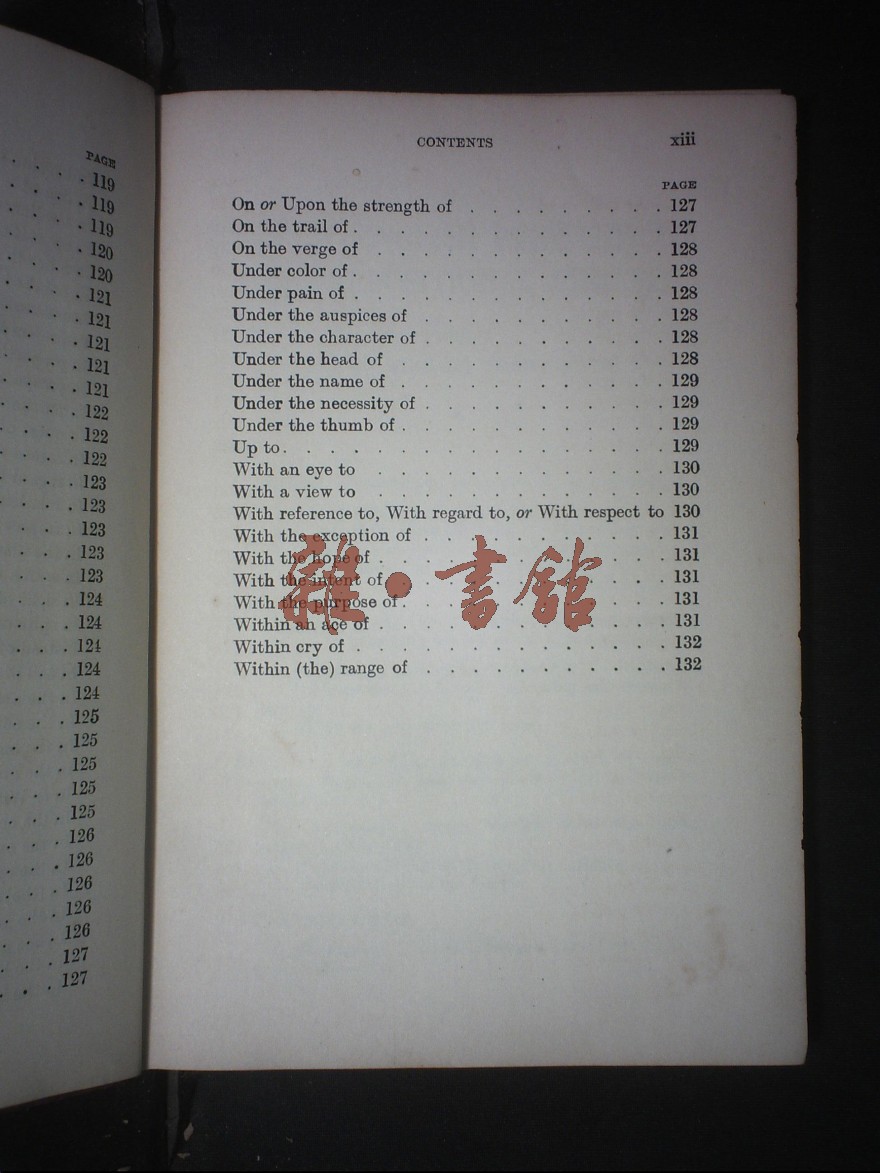 PAGE
. . . 119
. . . 119
. . . 119
. . . 120
. . . 120
. . . 121
. . . 121
. . . 121
. . . 121
. . . 121
. . . 122
. . . 122
. . . 122
. . . 123
. . . 123
. . . 123
. . . 123
. . . 123
. . . 124
. . . 124
. . . 124
. . . 124
. . . 124
. . . 125
. . . 125
. . . 125
. . . 125
. . . 125
. . . 126
. . . 126
. . . 126
. . . 126
. . . 126
. . . 127
. . . 127
CONTENTS xiii
PAGE
On or Upon the strength of . . . . . . . . . 127
On the trail of . . . . . . . . . . . . . . 127
On the verge of . . . . . . . . . . . . . 128
Under color of . . . . . . . . . . . . . . 128
Under pain of . . . . . . . . . . . . . . 128
Under the auspices of . . . . . . . . . . . 128
Under the character of . . . . . . . . . . . 128
Under the head of . . . . . . . . . . . . 128
Under the name of . . . . . . . . . . . . 129
Under the necessity of . . . . . . . . . . . 129
Under the thumb of . . . . . . . . . . . . 129
Up to . . . . . . . . . . . . . . . . . 129
With an eye to . . . . . . . . . . . . . 130
With a view to . . . . . . . . . . . . . 130
With reference to, With regard to, or With respect to 130
With the exception of . . . . . . . . . . . 131
With the hope of . . . . . . . . . . . . . 131
With the intent of . . . . . . . . . . . . 131
With the purpose of . . . . . . . . . . . . 131
Within an ace of . . . . . . . . . . . . . 131
Within cry of . . . . . . . . . . . . . . 132
Within (the) range of . . . . . . . . . . . 132
雜·書館